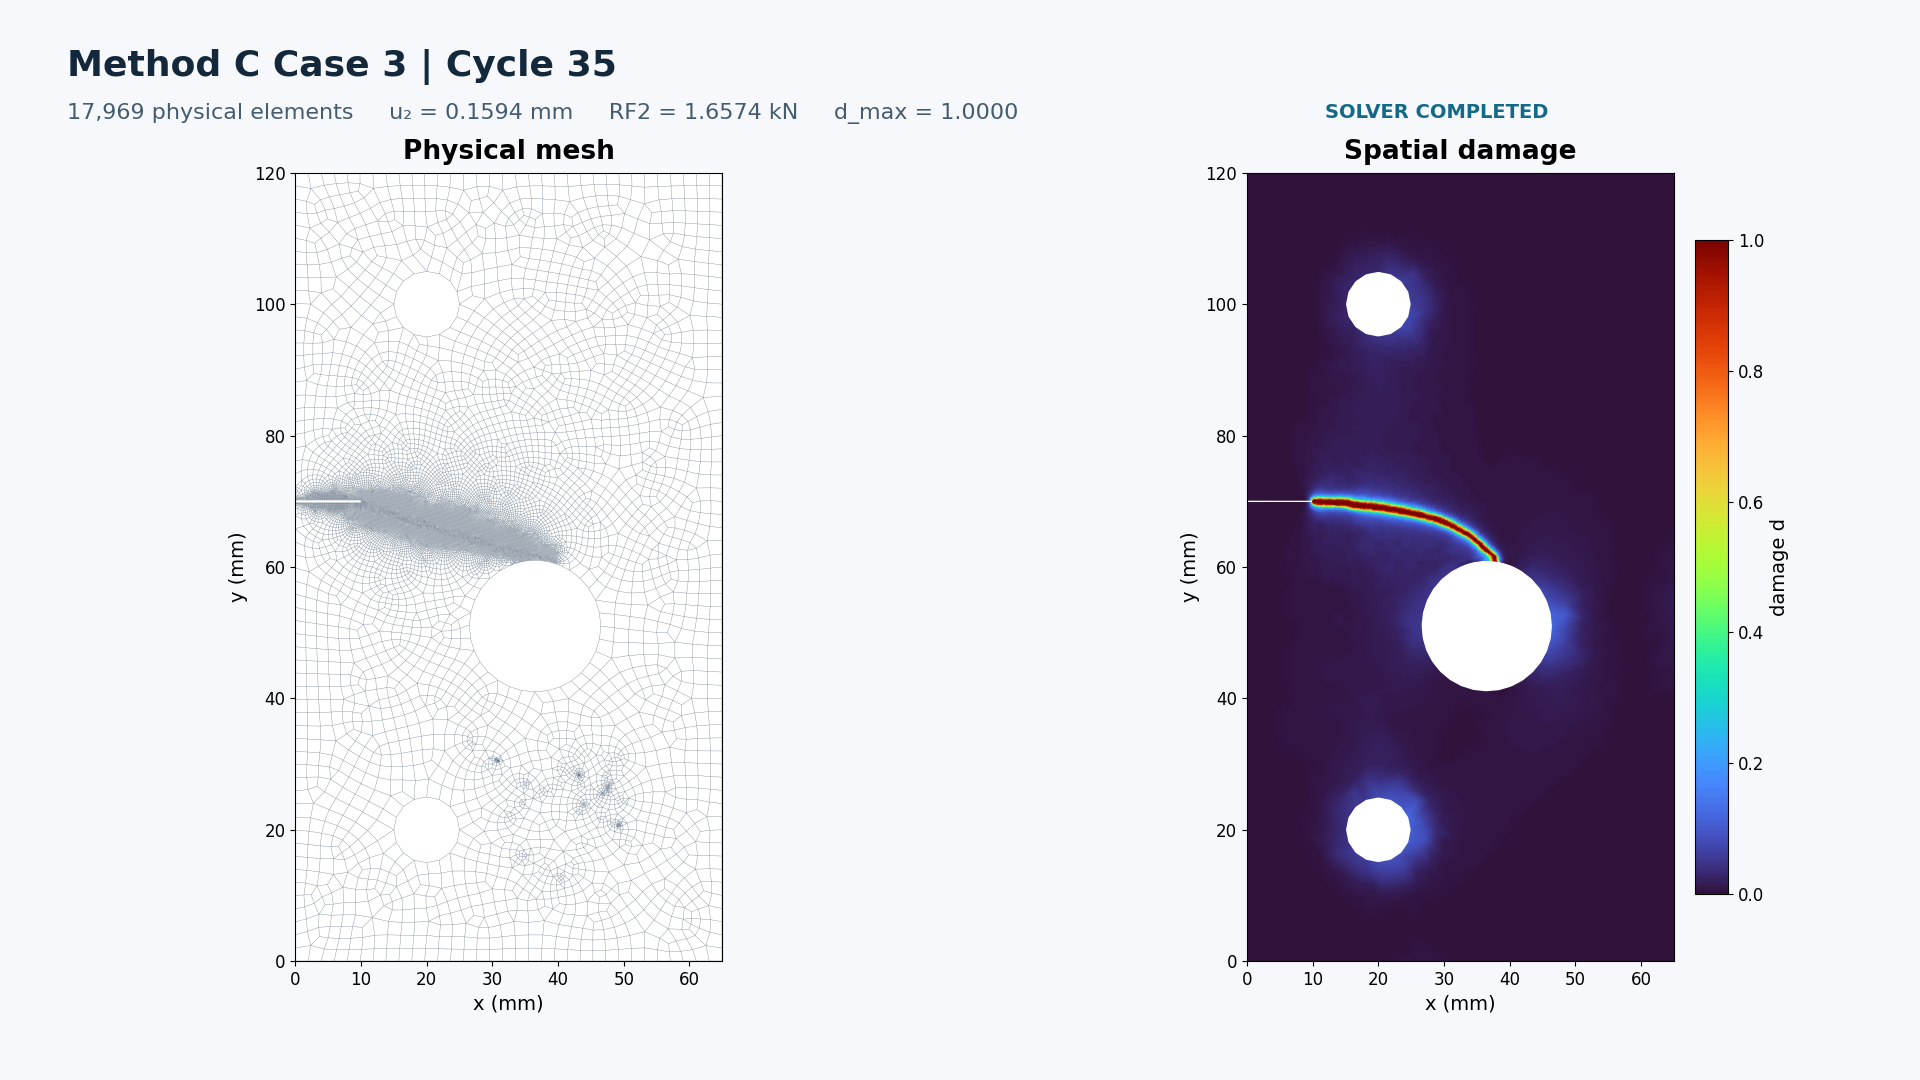 Method C Case 3 | Cycle 35
17,969 physical elements u₂ = 0.1594 mm RF2 = 1.6574 kN d_max = 1.0000
SOLVER COMPLETED
Physical mesh
120
100
80
60
40
20
0
y (mm)
0 10 20 30 40 50 60
x (mm)
Spatial damage
120
100
80
60
40
20
0
y (mm)
0 10 20 30 40 50 60
x (mm)
1.0
0.8
0.6
0.4
0.2
0.0
damage d